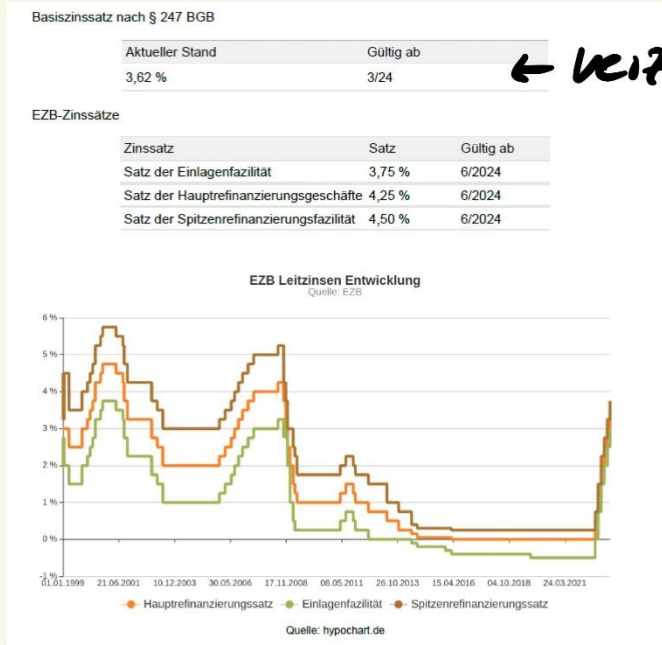 Basiszinssatz nach § 247 BGB
Aktueller Stand Gültig ab
3,62 % 3/24
EZB-Zinssätze
Zinssatz Satz Gültig ab
Satz der Einlagenfazilität 3,75 % 6/2024
Satz der Hauptrefinanzierungsgeschäfte 4,25 % 6/2024
Satz der Spitzenrefinanzierungsfazilität 4,50 % 6/2024
EZB Leitzinsen Entwicklung
Quelle: EZB
6 %
5 %
4 %
3 %
2 %
1 %
0 %
-1 %
01.01.1999 21.06.2001 10.12.2003 30.05.2006 17.11.2008 08.05.2011 26.10.2013 15.04.2016 04.10.2018 24.03.2021
Hauptrefinanzierungssatz Einlagenfazilität Spitzenrefinanzierungssatz
Quelle: hypochart.de